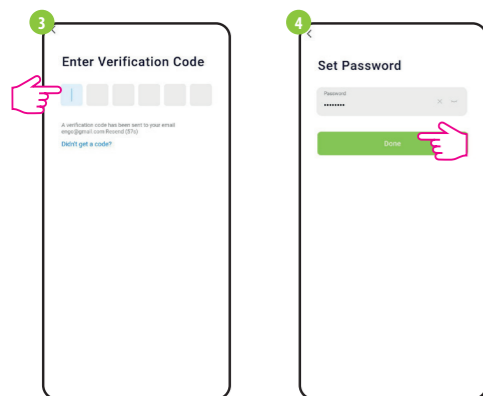 3
Enter Verification Code
A verification code has been sent to your email
Didn't get a code?
4
Set Password
Password
••••••••
Done